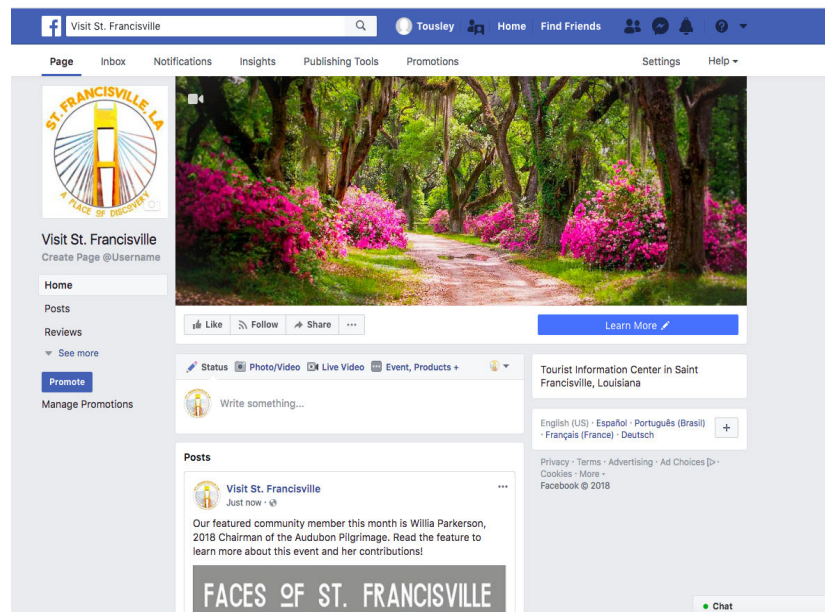 Visit St. Francisville
Tousley Home Find Friends
Page Inbox Notifications Insights Publishing Tools Promotions Settings Help
ST. FRANCISVILLE, LA
A PLACE OF DISCOVERY
Visit St. Francisville
Create Page @Username
Home
Posts
Reviews
See more
Promote
Manage Promotions
Like Follow Share ...
Learn More
Status Photo/Video Live Video Event, Products +
Write something...
Posts
Visit St. Francisville ...
Just now ·
Our featured community member this month is Willia Parkerson,
2018 Chairman of the Audubon Pilgrimage. Read the feature to
learn more about this event and her contributions!
FACES OF ST. FRANCISVILLE
Tourist Information Center in Saint
Francisville, Louisiana
English (US) · Español · Português (Brasil)
· Français (France) · Deutsch
+
Privacy · Terms · Advertising · Ad Choices ·
Cookies · More
Facebook © 2018
Chat